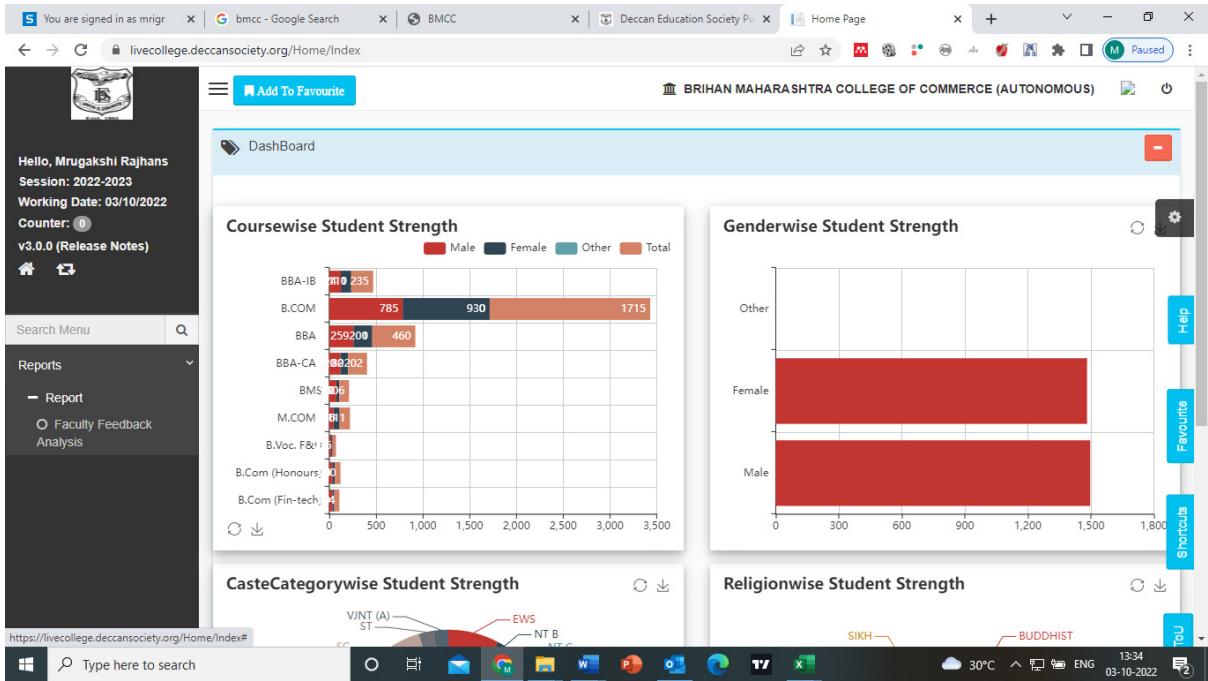 You are signed in as mrigr
bmcc - Google Search
BMCC
Deccan Education Society Pu
Home Page
livecollege.deccansociety.org/Home/Index
Paused
Add To Favourite
BRIHAN MAHARASHTRA COLLEGE OF COMMERCE (AUTONOMOUS)
Hello, Mrugakshi Rajhans
Session: 2022-2023
Working Date: 03/10/2022
Counter: 0
v3.0.0 (Release Notes)
Search Menu
Reports
Report
Faculty Feedback
Analysis
DashBoard
Coursewise Student Strength
Male Female Other Total
BBA-IB 235
B.COM 785 930 1715
BBA 259 200 460
BBA-CA 202
BMS
M.COM
B.Voc. F&
B.Com (Honours)
B.Com (Fin-tech)
0 500 1,000 1,500 2,000 2,500 3,000 3,500
Genderwise Student Strength
Other
Female
Male
0 300 600 900 1,200 1,500 1,800
Help
Favourite
Shortcuts
ToU
CasteCategorywise Student Strength
VJNT (A)
ST
SC
EWS
NT B
NT C
Religionwise Student Strength
SIKH
BUDDHIST
https://livecollege.deccansociety.org/Home/Index#
Type here to search
30°C
ENG
13:34
03-10-2022